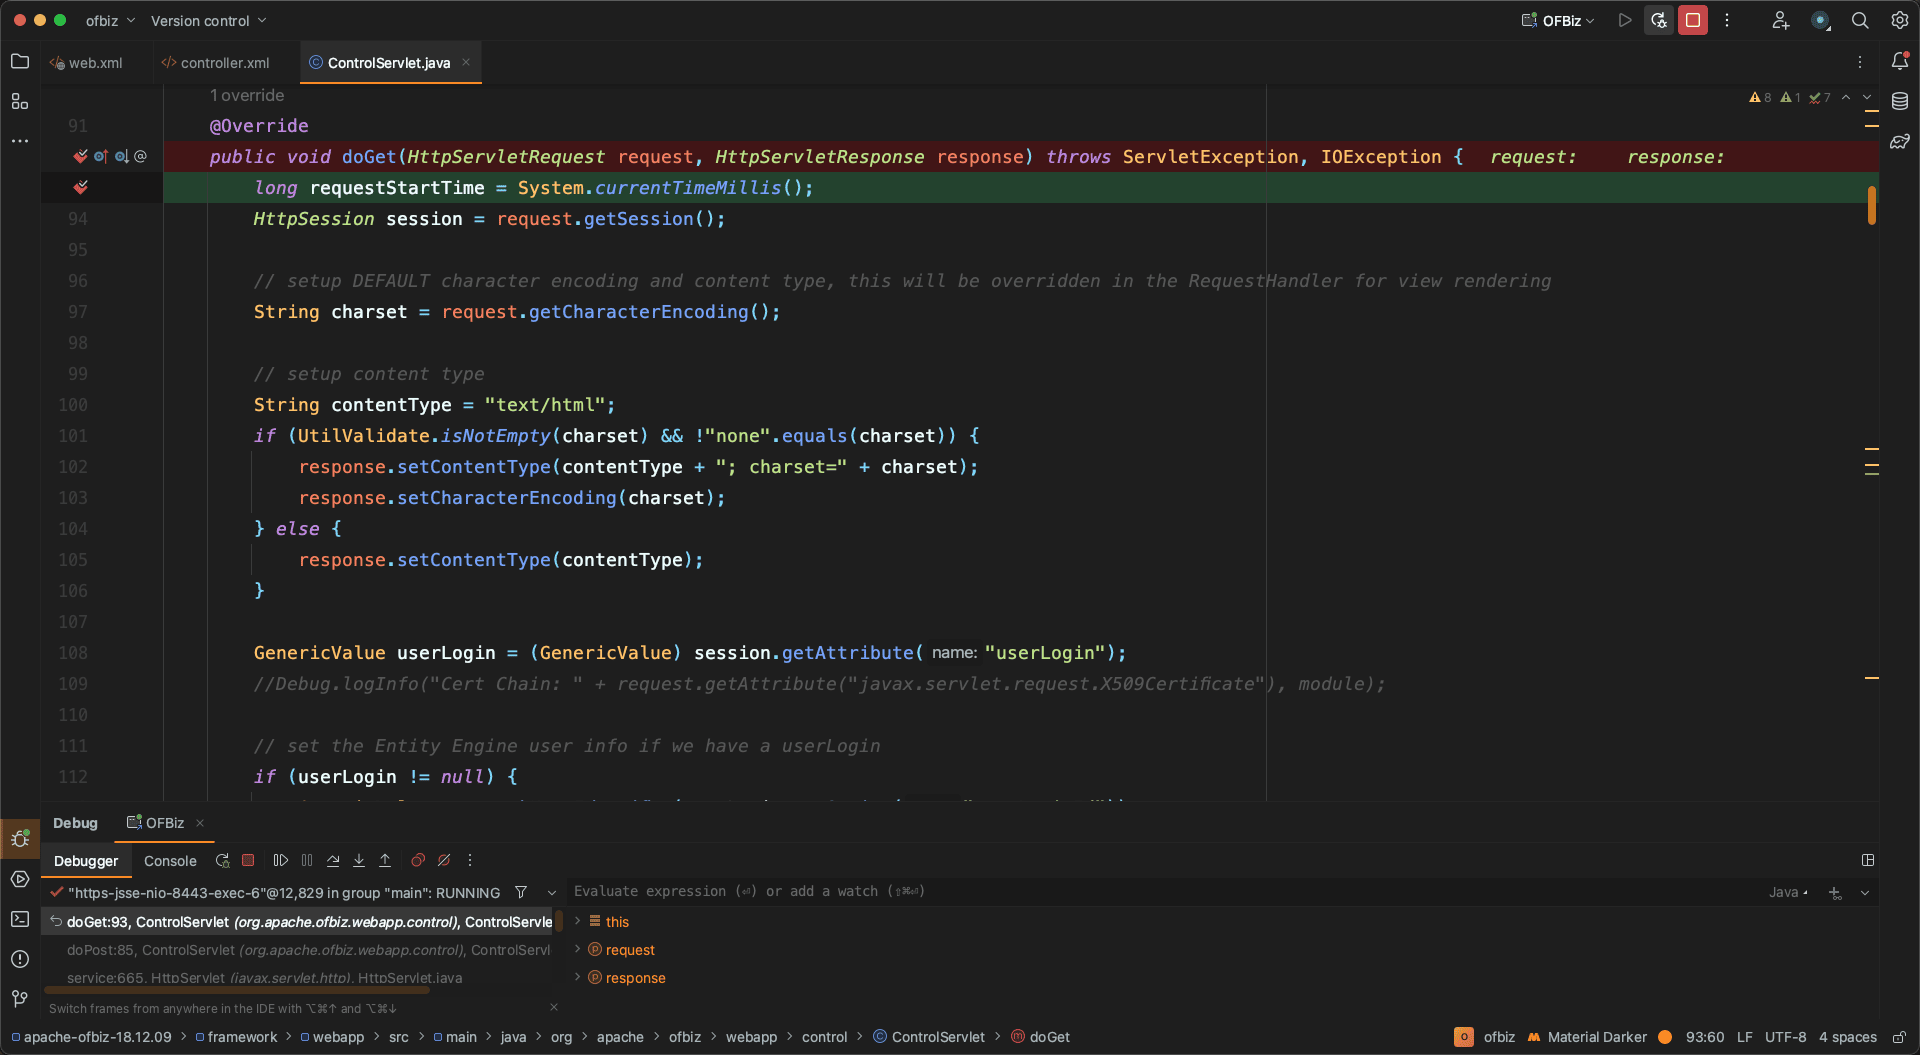 ofbiz Version control OFBiz
web.xml controller.xml ControlServlet.java
1 override
8 1 7
91 @Override
public void doGet(HttpServletRequest request, HttpServletResponse response) throws ServletException, IOException { request: response:
long requestStartTime = System.currentTimeMillis();
94 HttpSession session = request.getSession();
95
96 // setup DEFAULT character encoding and content type, this will be overridden in the RequestHandler for view rendering
97 String charset = request.getCharacterEncoding();
98
99 // setup content type
100 String contentType = "text/html";
101 if (UtilValidate.isNotEmpty(charset) && !"none".equals(charset)) {
102 response.setContentType(contentType + "; charset=" + charset);
103 response.setCharacterEncoding(charset);
104 } else {
105 response.setContentType(contentType);
106 }
107
108 GenericValue userLogin = (GenericValue) session.getAttribute( name: "userLogin");
109 //Debug.logInfo("Cert Chain: " + request.getAttribute("javax.servlet.request.X509Certificate"), module);
110
111 // set the Entity Engine user info if we have a userLogin
112 if (userLogin != null) {
Debug OFBiz
Debugger Console
"https-jsse-nio-8443-exec-6"@12,829 in group "main": RUNNING
Evaluate expression (⏎) or add a watch (⇧⌘⏎) Java
doGet:93, ControlServlet (org.apache.ofbiz.webapp.control), ControlServle
this
doPost:85, ControlServlet (org.apache.ofbiz.webapp.control), ControlServl
request
service:665, HttpServlet (javax.servlet.http), HttpServlet.java
response
Switch frames from anywhere in the IDE with ⌥⌘↑ and ⌥⌘↓
apache-ofbiz-18.12.09 > framework > webapp > src > main > java > org > apache > ofbiz > webapp > control > ControlServlet > doGet
ofbiz Material Darker 93:60 LF UTF-8 4 spaces